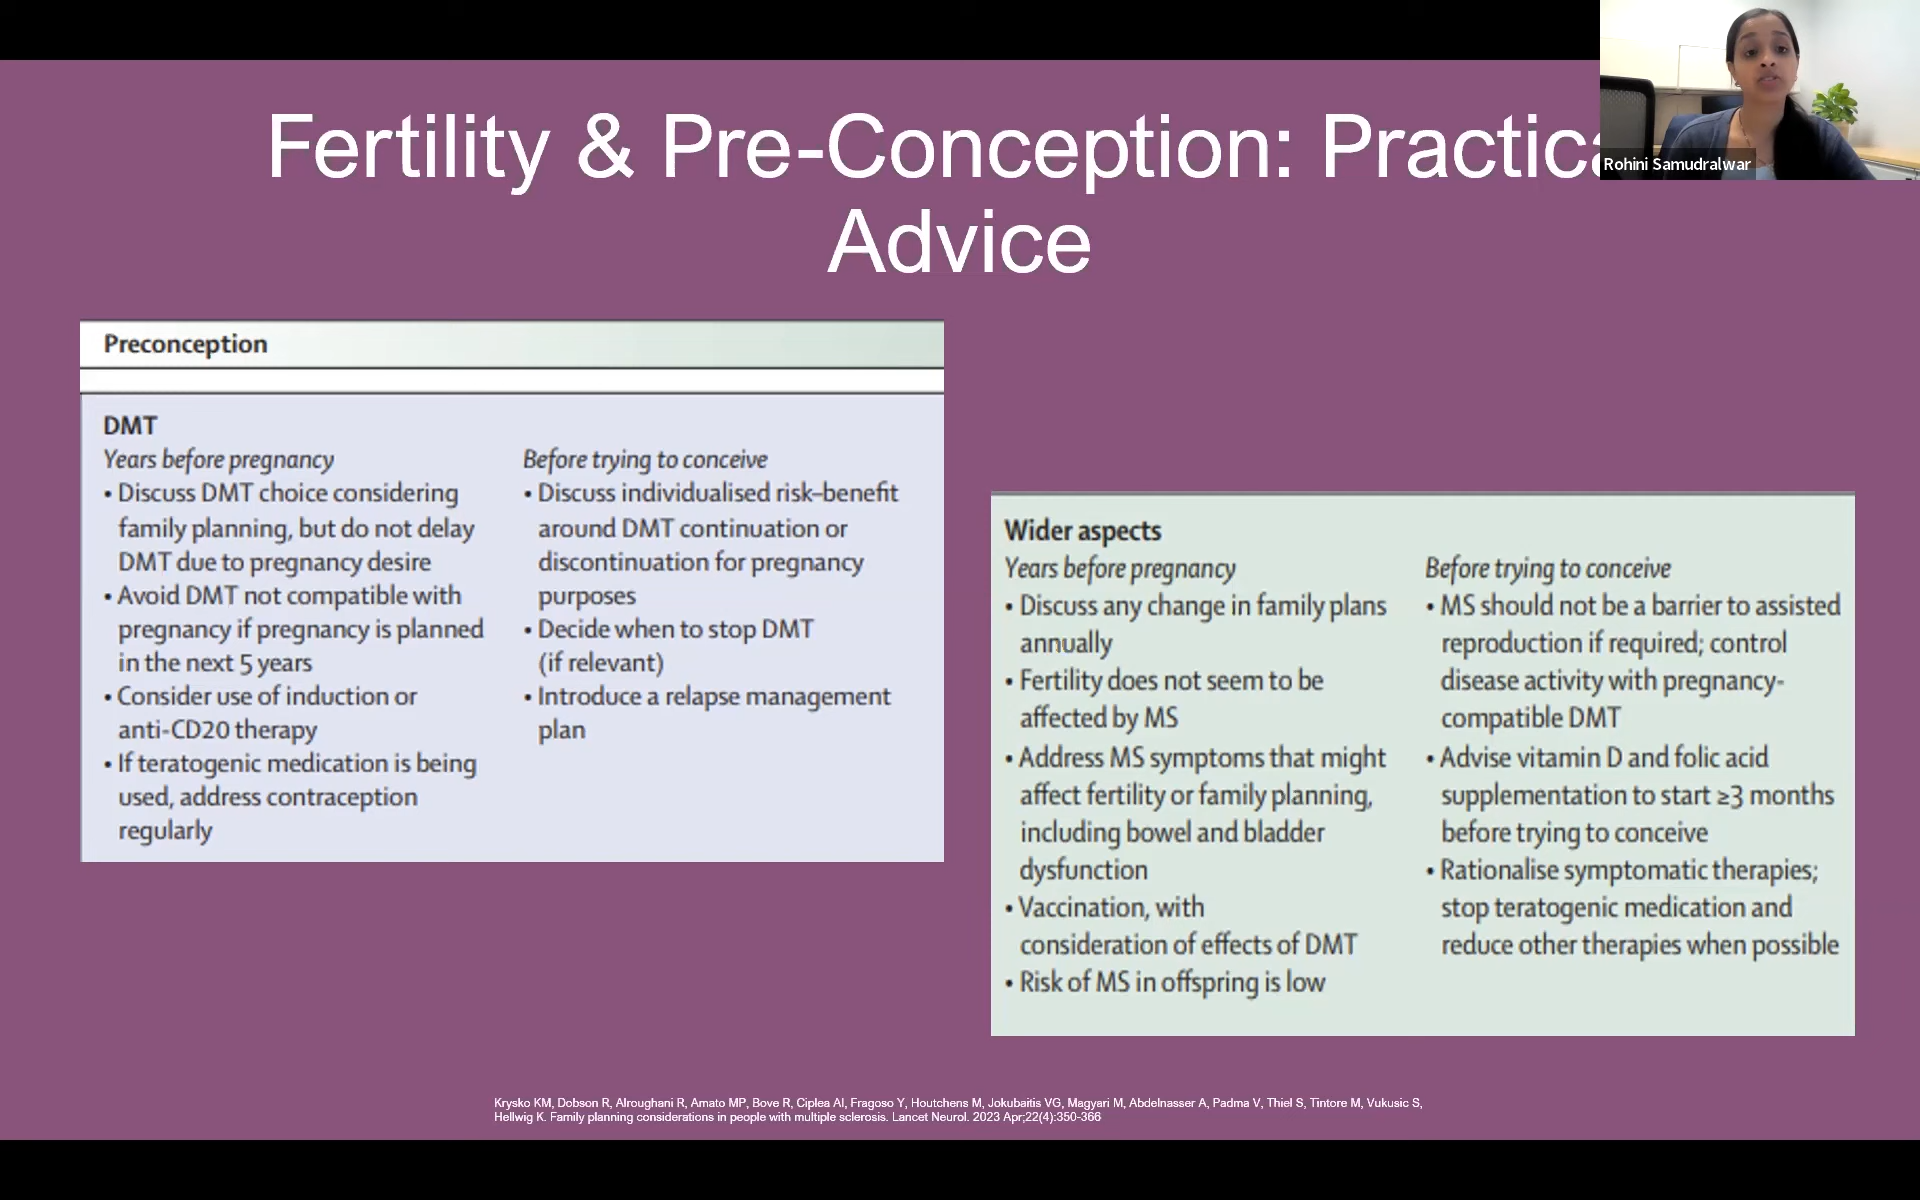 Fertility & Pre-Conception: Practica
Advice
Rohini Samudralwar
Preconception
DMT
Years before pregnancy
• Discuss DMT choice considering
family planning, but do not delay
DMT due to pregnancy desire
• Avoid DMT not compatible with
pregnancy if pregnancy is planned
in the next 5 years
• Consider use of induction or
anti-CD20 therapy
• If teratogenic medication is being
used, address contraception
regularly
Before trying to conceive
• Discuss individualised risk–benefit
around DMT continuation or
discontinuation for pregnancy
purposes
• Decide when to stop DMT
(if relevant)
• Introduce a relapse management
plan
Wider aspects
Years before pregnancy
• Discuss any change in family plans
annually
• Fertility does not seem to be
affected by MS
• Address MS symptoms that might
affect fertility or family planning,
including bowel and bladder
dysfunction
• Vaccination, with
consideration of effects of DMT
• Risk of MS in offspring is low
Before trying to conceive
• MS should not be a barrier to assisted
reproduction if required; control
disease activity with pregnancy-
compatible DMT
• Advise vitamin D and folic acid
supplementation to start ≥3 months
before trying to conceive
• Rationalise symptomatic therapies;
stop teratogenic medication and
reduce other therapies when possible
Krysko KM, Dobson R, Alroughani R, Amato MP, Bove R, Ciplea AI, Fragoso Y, Houtchens M, Jokubaitis VG, Magyari M, Abdelnasser A, Padma V, Thiel S, Tintore M, Vukusic S,
Hellwig K. Family planning considerations in people with multiple sclerosis. Lancet Neurol. 2023 Apr;22(4):350-366